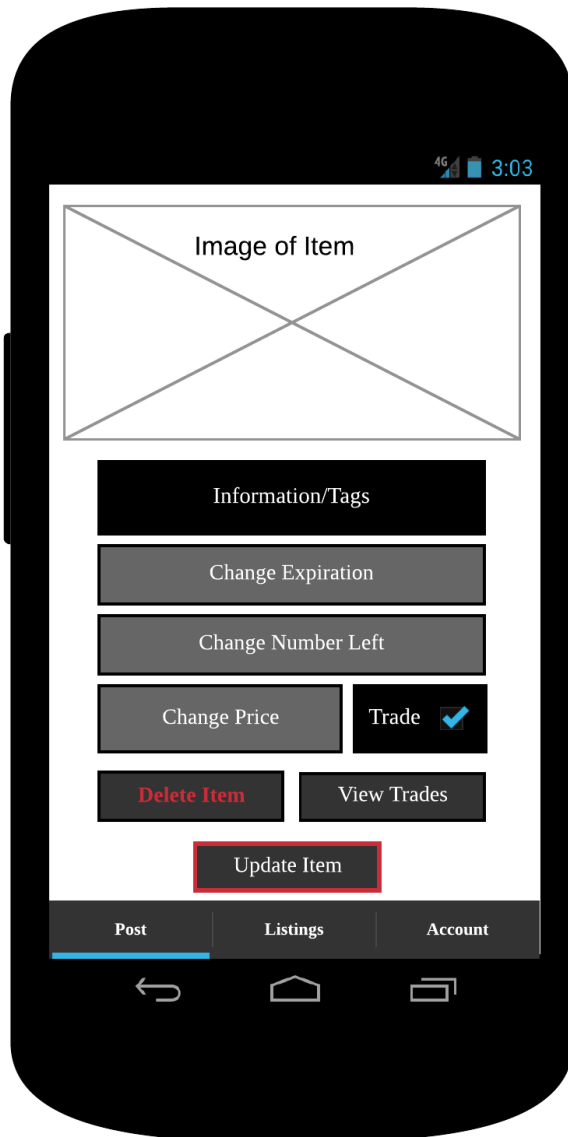 4G 3:03
Image of Item
Information/Tags
Change Expiration
Change Number Left
Change Price Trade
Delete Item View Trades
Update Item
Post Listings Account